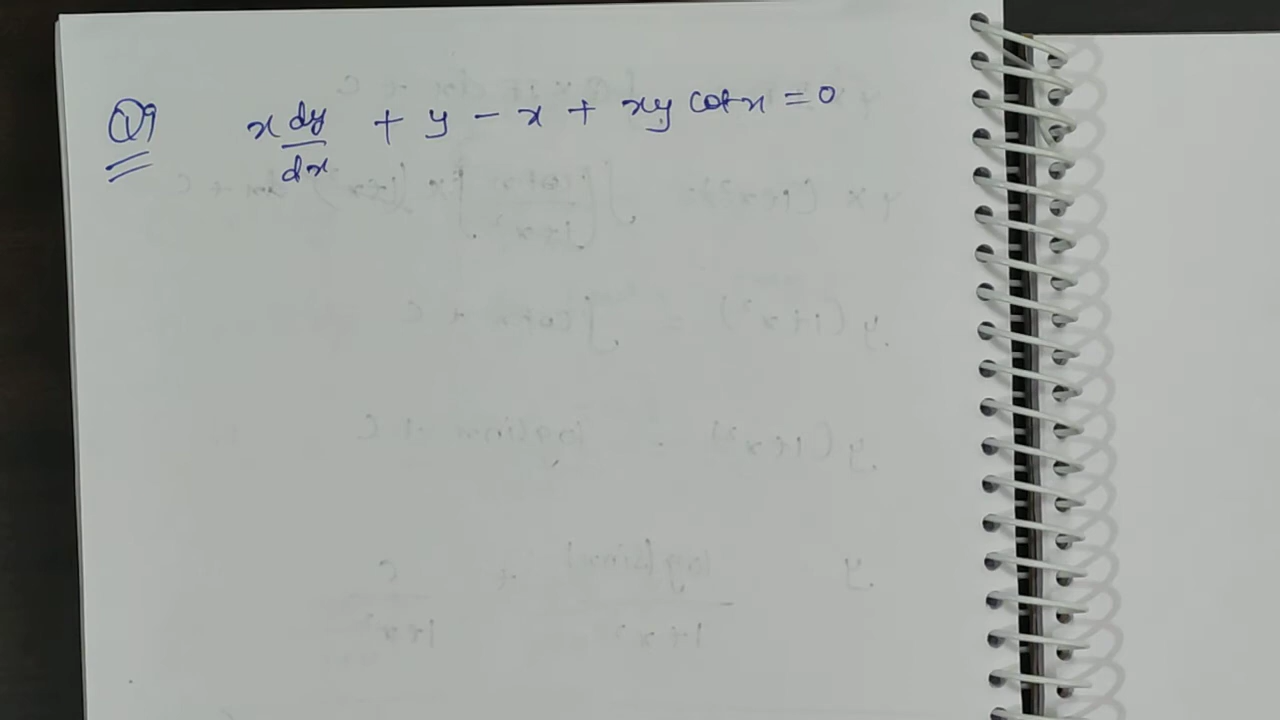 Q9 x dy/dx + y - x + xy cot x = 0